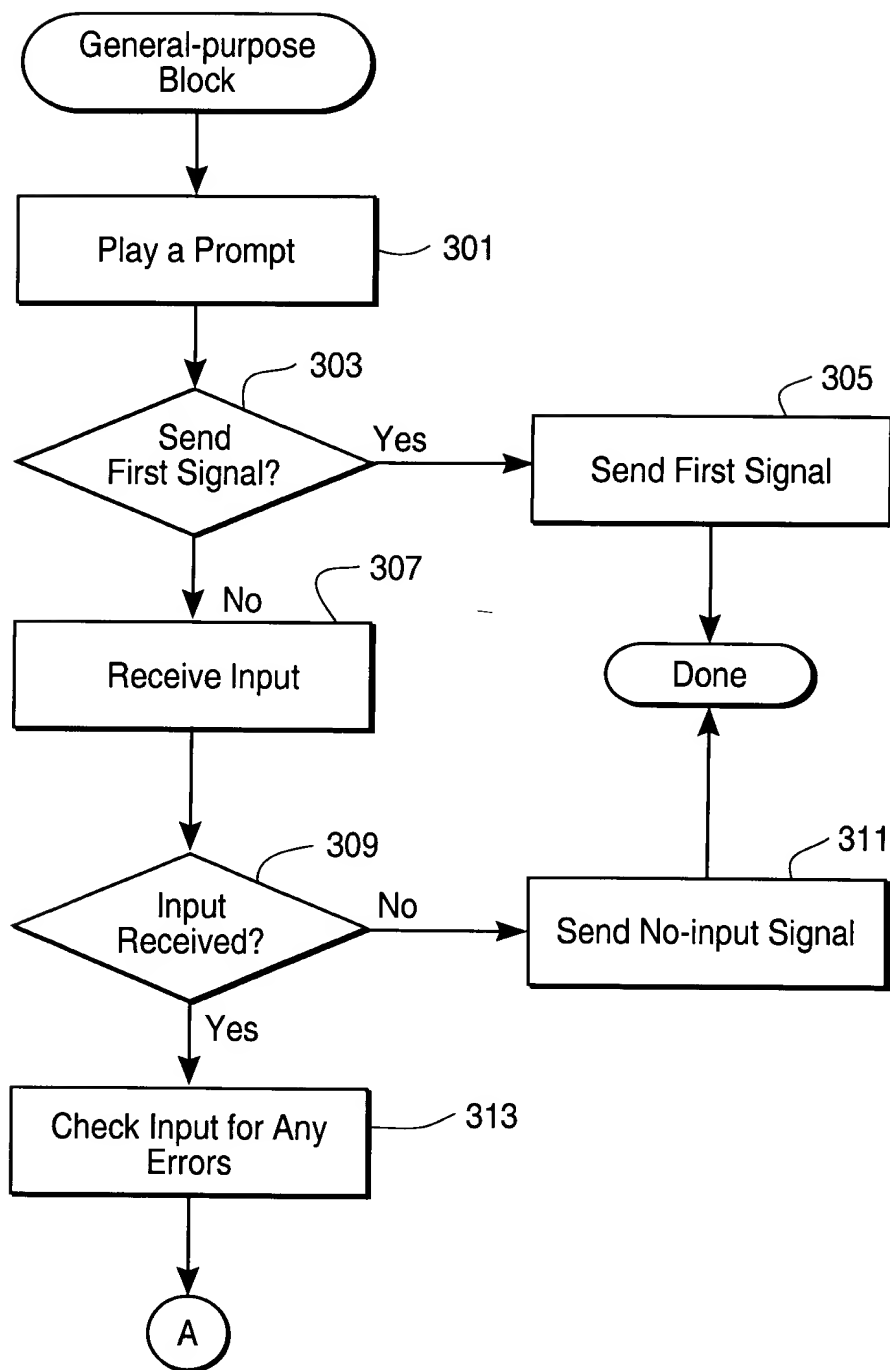 General-purpose
Block
Play a Prompt
301
303
Send
First Signal?
Yes
305
Send First Signal
No
307
Receive Input
Done
309
Input
Received?
No
311
Send No-input Signal
Yes
Check Input for Any
Errors
313
A